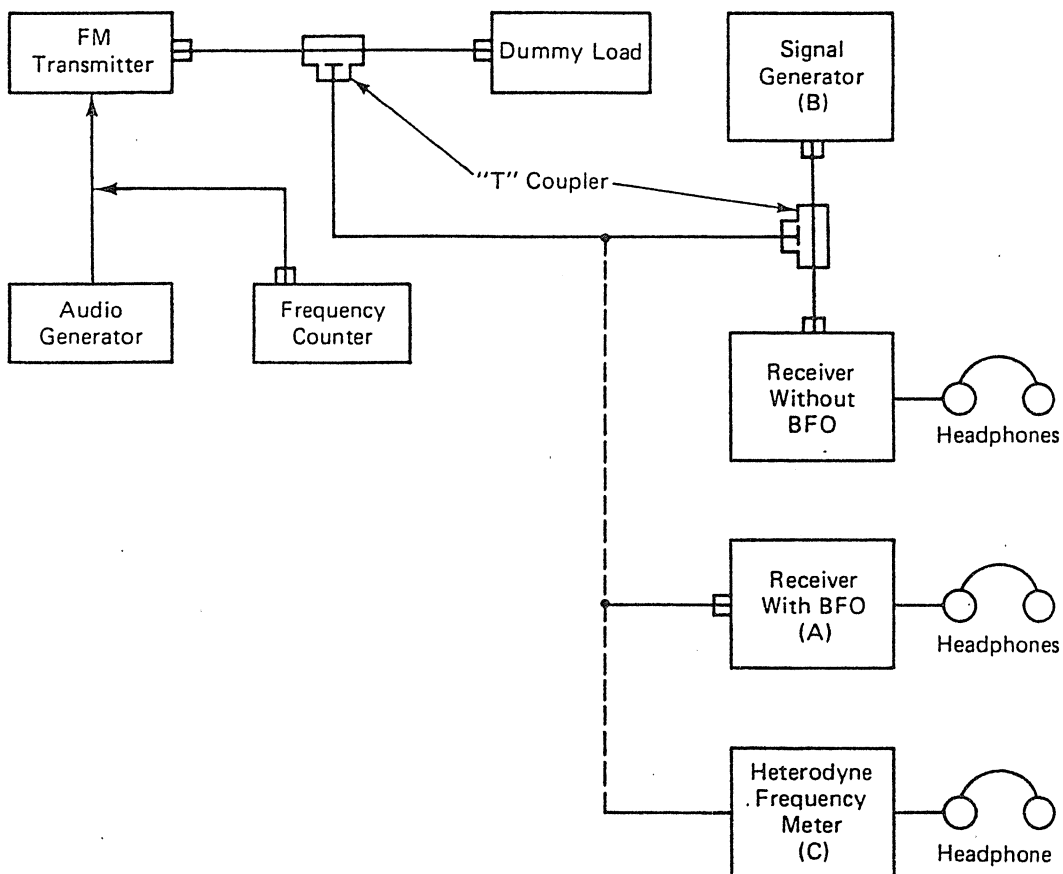 FM
Transmitter
Dummy Load
Signal
Generator
(B)
"T" Coupler
Audio
Generator
Frequency
Counter
Receiver
Without
BFO
Headphones
Receiver
With BFO
(A)
Headphones
Heterodyne
Frequency
Meter
(C)
Headphone